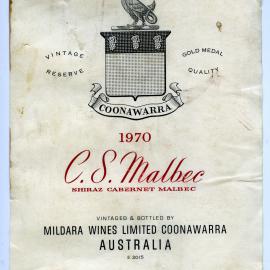 VINTAGE
RESERVE
GOLD MEDAL
QUALITY
COONAWARRA
1970
C.S. Malbec
SHIRAZ CABERNET MALBEC
VINTAGED & BOTTLED BY
MILDARA WINES LIMITED COONAWARRA
AUSTRALIA